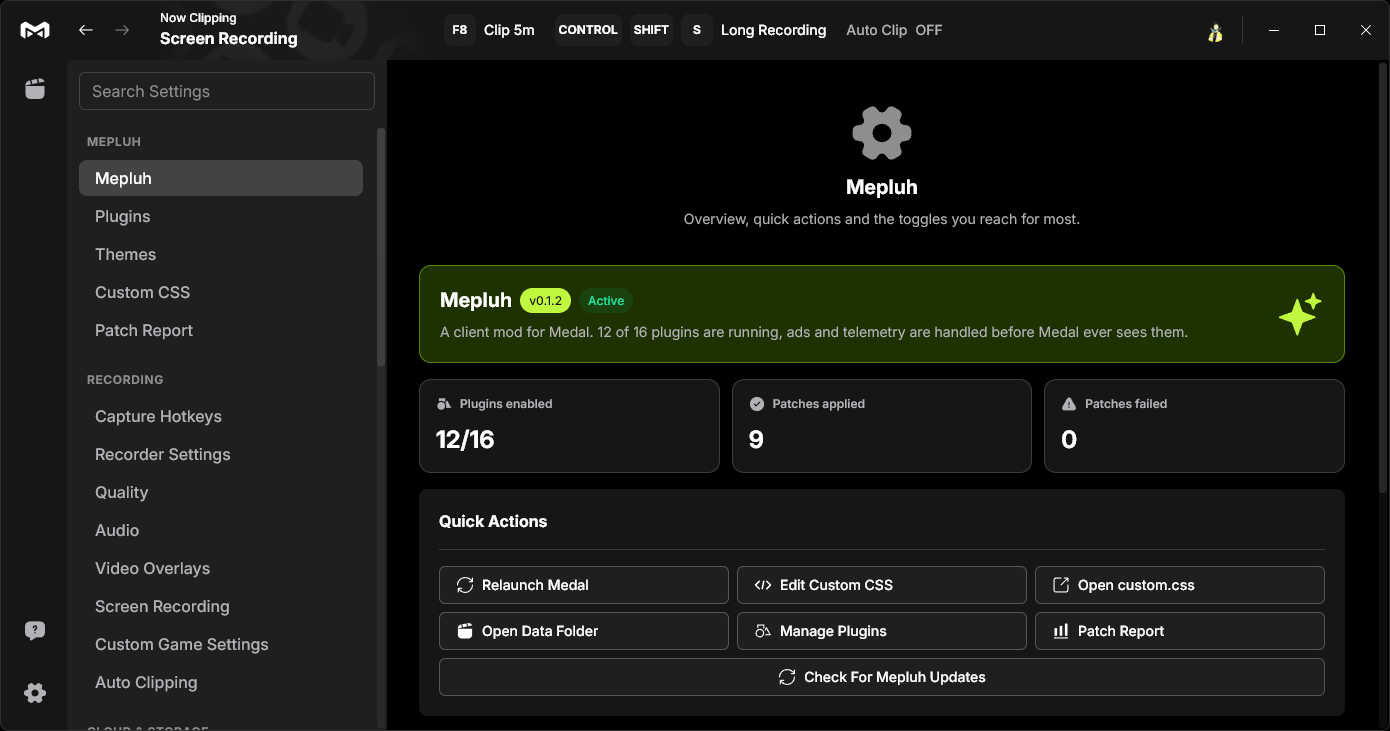 Now Clipping
Screen Recording
F8 Clip 5m CONTROL SHIFT S Long Recording Auto Clip OFF
Search Settings
MEPLUH
Mepluh
Plugins
Themes
Custom CSS
Patch Report
RECORDING
Capture Hotkeys
Recorder Settings
Quality
Audio
Video Overlays
Screen Recording
Custom Game Settings
Auto Clipping
CLOUD & STORAGE
Mepluh
Overview, quick actions and the toggles you reach for most.
Mepluh v0.1.2 Active
A client mod for Medal. 12 of 16 plugins are running, ads and telemetry are handled before Medal ever sees them.
Plugins enabled
12/16
Patches applied
9
Patches failed
0
Quick Actions
Relaunch Medal
Edit Custom CSS
Open custom.css
Open Data Folder
Manage Plugins
Patch Report
Check For Mepluh Updates